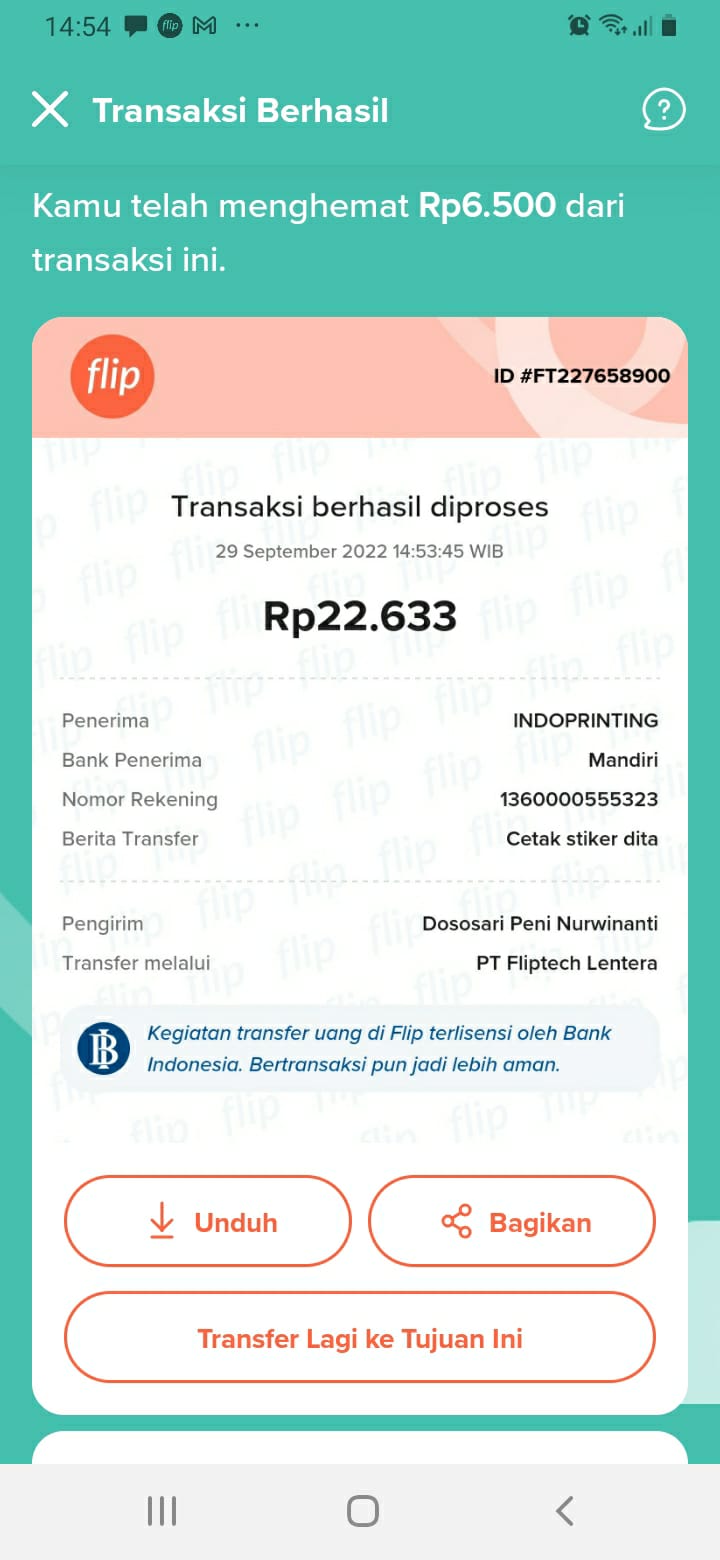 14:54 flip ...
Transaksi Berhasil ?
Kamu telah menghemat Rp6.500 dari
transaksi ini.
flip ID #FT227658900
Transaksi berhasil diproses
29 September 2022 14:53:45 WIB
Rp22.633
Penerima INDOPRINTING
Bank Penerima Mandiri
Nomor Rekening 1360000555323
Berita Transfer Cetak stiker dita
Pengirim Dososari Peni Nurwinanti
Transfer melalui PT Fliptech Lentera
Kegiatan transfer uang di Flip terlisensi oleh Bank
Indonesia. Bertransaksi pun jadi lebih aman.
Unduh Bagikan
Transfer Lagi ke Tujuan Ini